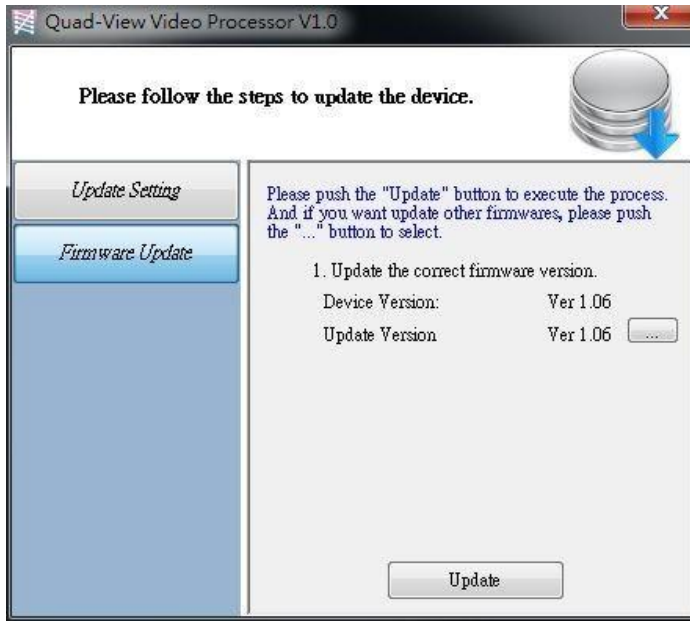 Quad-View Video Processor V1.0
X
Please follow the steps to update the device.
Update Setting
Firmware Update
Please push the "Update" button to execute the process.
And if you want update other firmwares, please push
the "..." button to select.
1. Update the correct firmware version.
Device Version: Ver 1.06
Update Version Ver 1.06 ...
Update